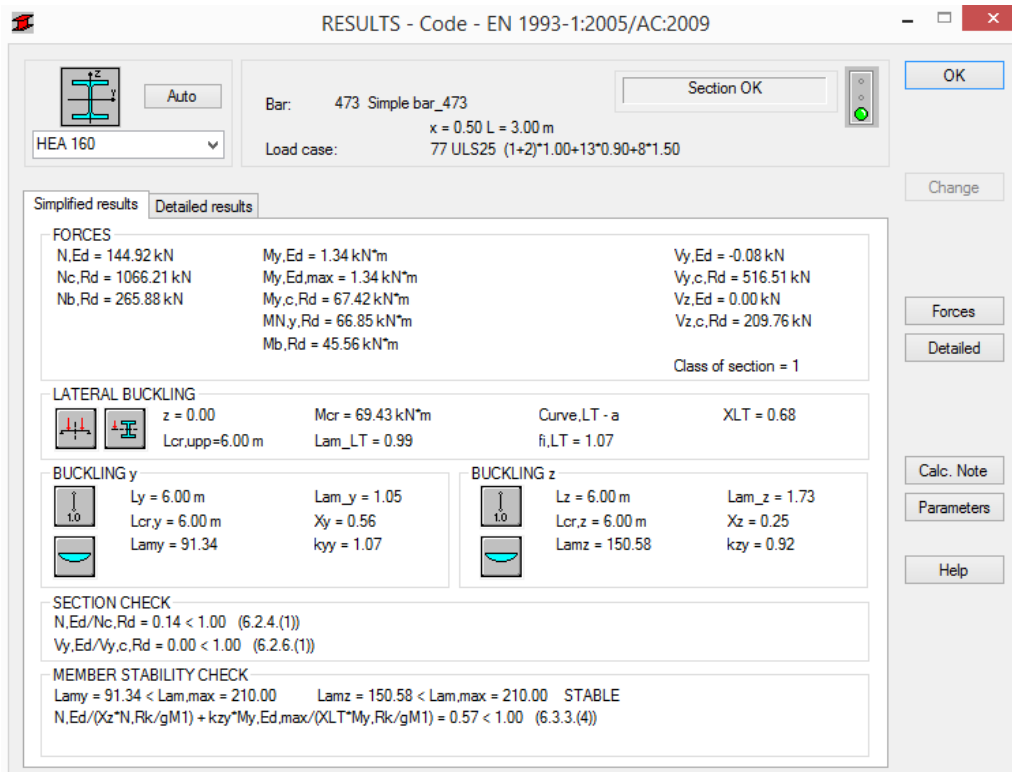 RESULTS - Code - EN 1993-1:2005/AC:2009
z
y
Auto
HEA 160
Bar: 473 Simple bar_473
Section OK
x = 0.50 L = 3.00 m
Load case: 77 ULS25 (1+2)*1.00+13*0.90+8*1.50
OK
Change
Simplified results Detailed results
FORCES
N,Ed = 144.92 kN My,Ed = 1.34 kN*m Vy,Ed = -0.08 kN
Nc,Rd = 1066.21 kN My,Ed,max = 1.34 kN*m Vy,c,Rd = 516.51 kN
Nb,Rd = 265.88 kN My,c,Rd = 67.42 kN*m Vz,Ed = 0.00 kN
MN,y,Rd = 66.85 kN*m Vz,c,Rd = 209.76 kN
Mb,Rd = 45.56 kN*m
Class of section = 1
Forces
Detailed
LATERAL BUCKLING
z = 0.00 Mcr = 69.43 kN*m Curve,LT - a XLT = 0.68
Lcr,upp=6.00 m Lam_LT = 0.99 fi,LT = 1.07
BUCKLING y
Ly = 6.00 m Lam_y = 1.05
1.0
Lcr,y = 6.00 m Xy = 0.56
Lamy = 91.34 kyy = 1.07
BUCKLING z
Lz = 6.00 m Lam_z = 1.73
1.0
Lcr,z = 6.00 m Xz = 0.25
Lamz = 150.58 kzy = 0.92
Calc. Note
Parameters
Help
SECTION CHECK
N,Ed/Nc,Rd = 0.14 < 1.00 (6.2.4.(1))
Vy,Ed/Vy,c,Rd = 0.00 < 1.00 (6.2.6.(1))
MEMBER STABILITY CHECK
Lamy = 91.34 < Lam,max = 210.00 Lamz = 150.58 < Lam,max = 210.00 STABLE
N,Ed/(Xz*N,Rk/gM1) + kzy*My,Ed,max/(XLT*My,Rk/gM1) = 0.57 < 1.00 (6.3.3.(4))